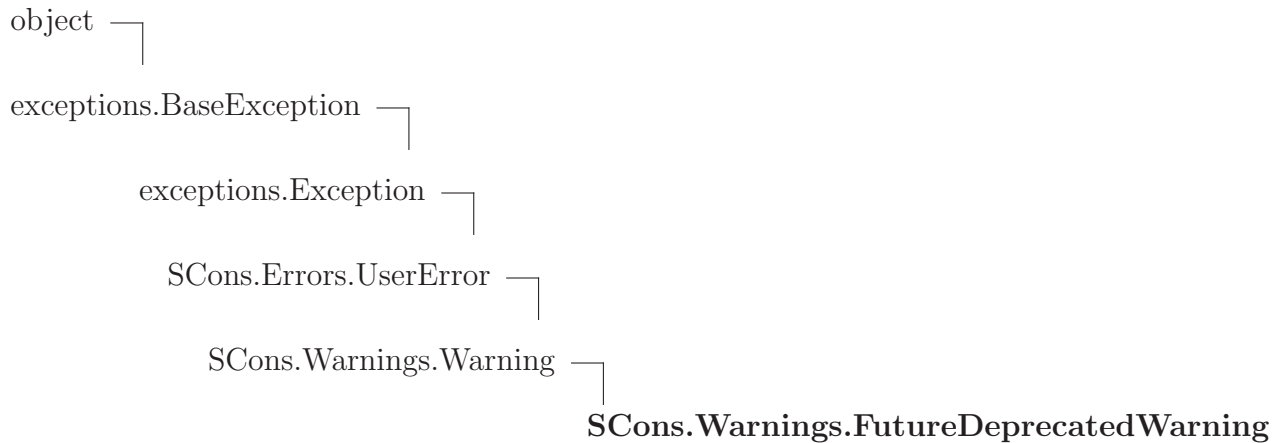 object
exceptions.BaseException
exceptions.Exception
SCons.Errors.UserError
SCons.Warnings.Warning
SCons.Warnings.FutureDeprecatedWarning